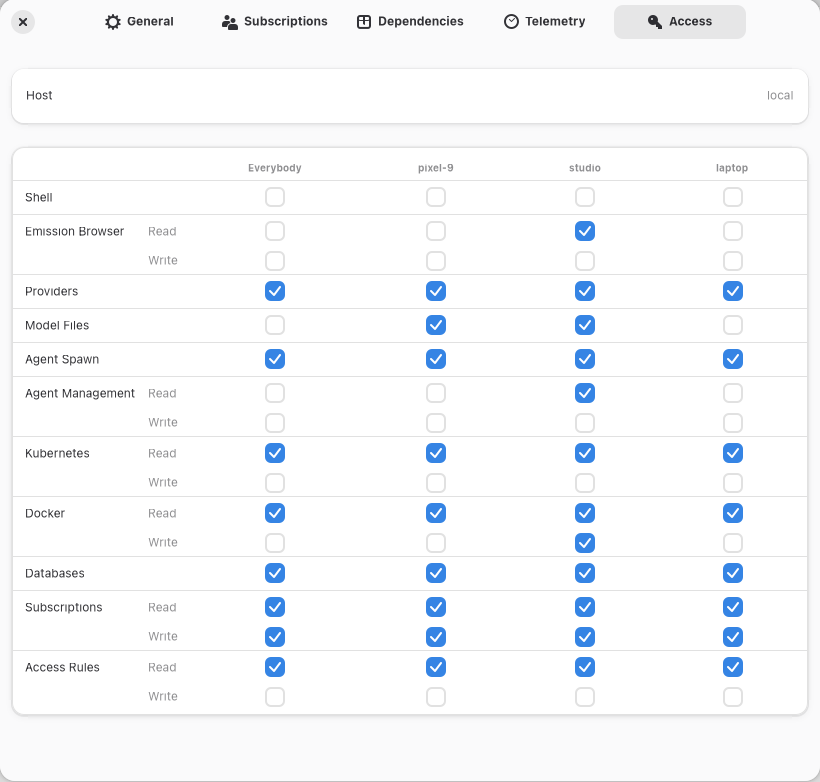 General Subscriptions Dependencies Telemetry Access
Host local
Everybody pixel-9 studio laptop
Shell
Emission Browser Read
Write
Providers
Model Files
Agent Spawn
Agent Management Read
Write
Kubernetes Read
Write
Docker Read
Write
Databases
Subscriptions Read
Write
Access Rules Read
Write